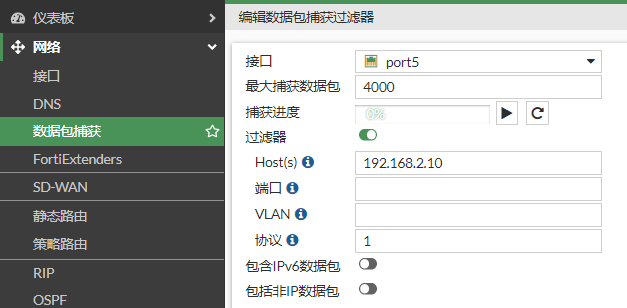 仪表板
网络
接口
DNS
数据包捕获
FortiExtenders
SD-WAN
静态路由
策略路由
RIP
OSPF
编辑数据包捕获过滤器
接口 port5
最大捕获数据包 4000
捕获进度 0%
过滤器
Host(s) 192.168.2.10
端口
VLAN
协议 1
包含IPv6数据包
包括非IP数据包